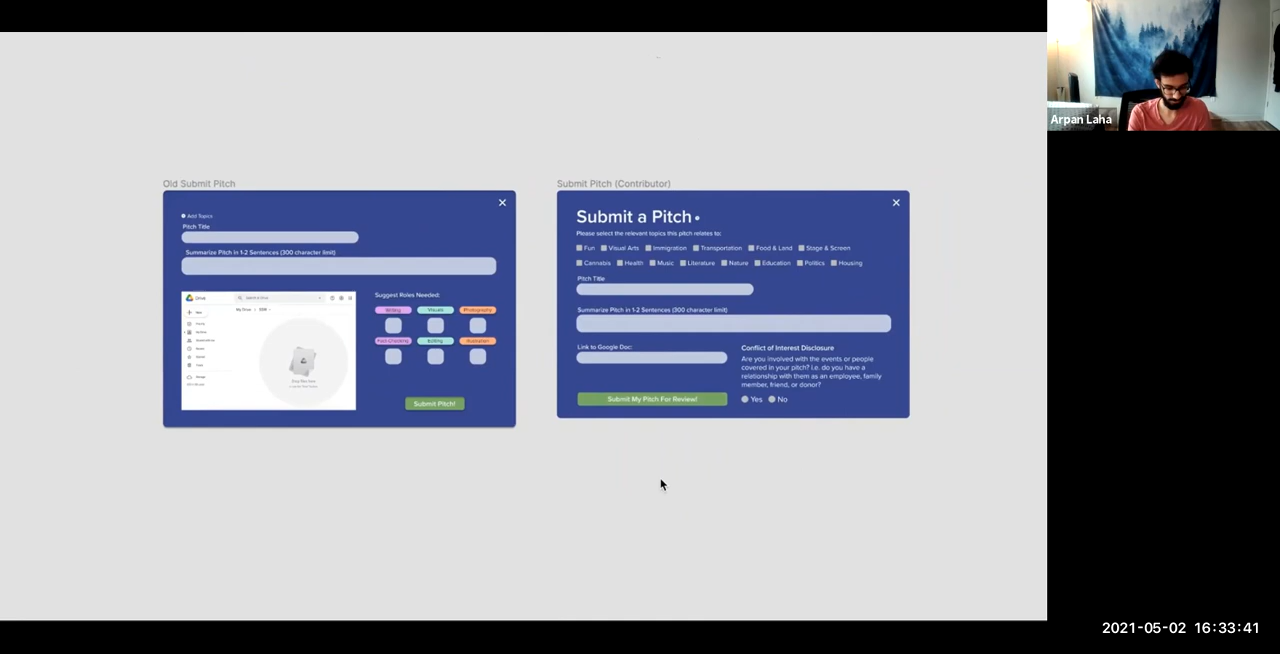 Arpan Laha
Old Submit Pitch
Add Topics
Pitch Title
Summarize Pitch in 1-2 Sentences (300 character limit)
Drive
My Drive
New
Suggest Roles Needed:
Writing
Visuals
Photography
Fact-Checking
Editing
Illustration
Submit Pitch!
Submit Pitch (Contributor)
Submit a Pitch
Please select the relevant topics this pitch relates to:
Fun Visual Arts Immigration Transportation Food & Land Stage & Screen
Cannabis Health Music Literature Nature Education Politics Housing
Pitch Title
Summarize Pitch in 1-2 Sentences (300 character limit)
Link to Google Doc:
Submit My Pitch For Review!
Conflict of Interest Disclosure
Are you involved with the events or people
covered in your pitch? i.e. do you have a
relationship with them as an employee, family
member, friend, or donor?
Yes No
2021-05-02 16:33:41